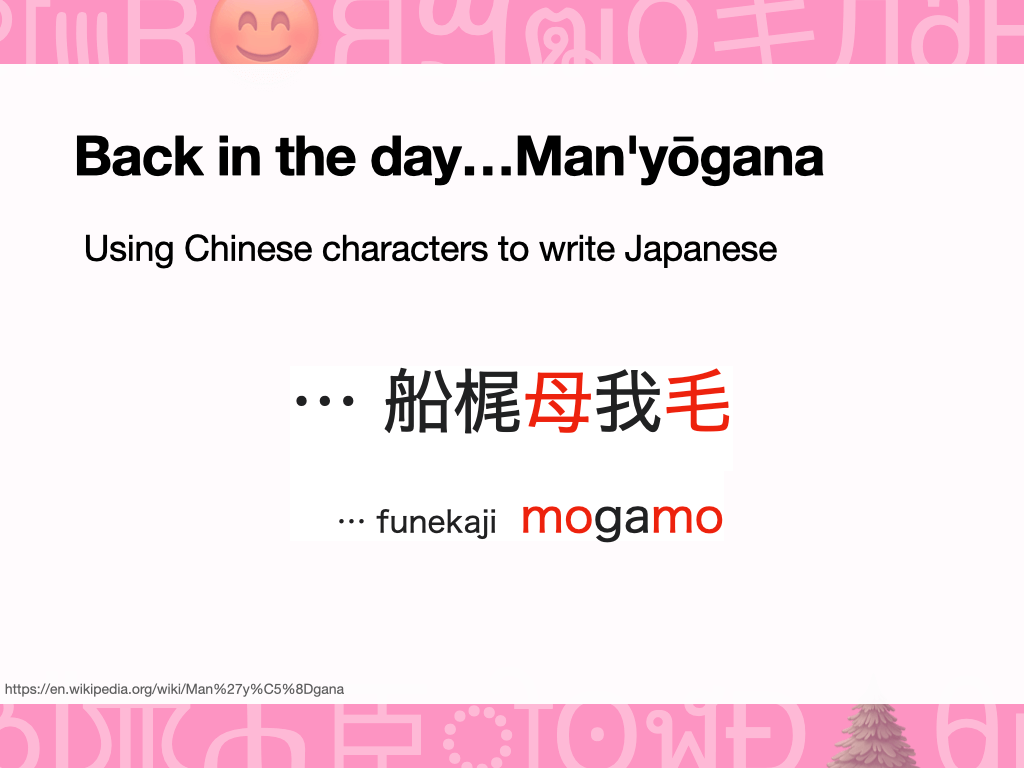 Back in the day…Man'yōgana
Using Chinese characters to write Japanese
… 船梶母我毛
… funekaji mogamo
https://en.wikipedia.org/wiki/Man%27y%C5%8Dgana